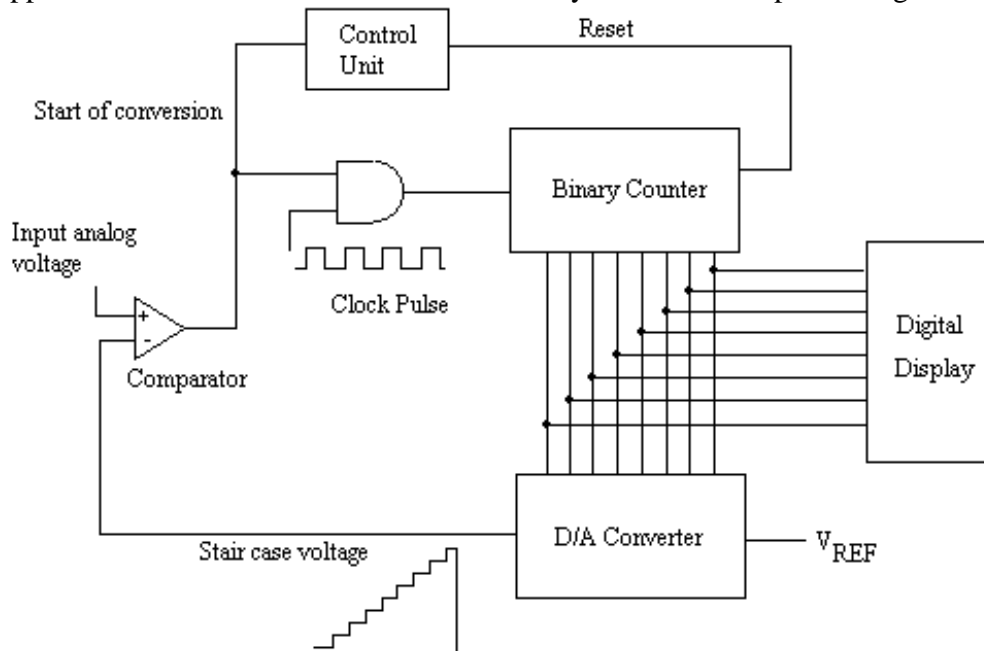 Control
Unit
Reset
Start of conversion
Binary Counter
Input analog
voltage
Clock Pulse
+
-
Comparator
Digital
Display
D/A Converter
VREF
Stair case voltage